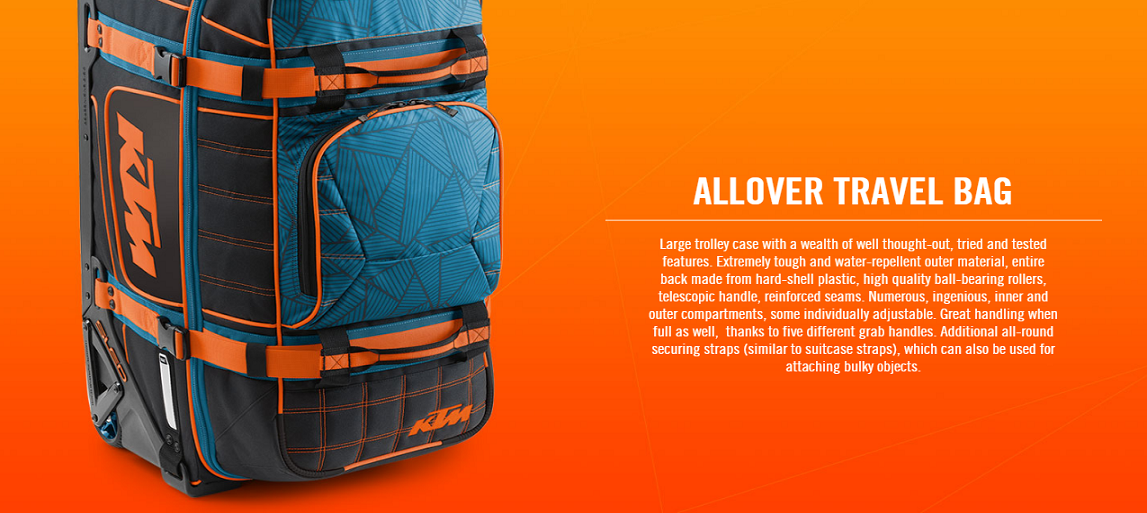 KTM
SLED
KTM
ALLOVER TRAVEL BAG
Large trolley case with a wealth of well thought-out, tried and tested
features. Extremely tough and water-repellent outer material, entire
back made from hard-shell plastic, high quality ball-bearing rollers,
telescopic handle, reinforced seams. Numerous, ingenious, inner and
outer compartments, some individually adjustable. Great handling when
full as well,  thanks to five different grab handles. Additional all-round
securing straps (similar to suitcase straps), which can also be used for
attaching bulky objects.